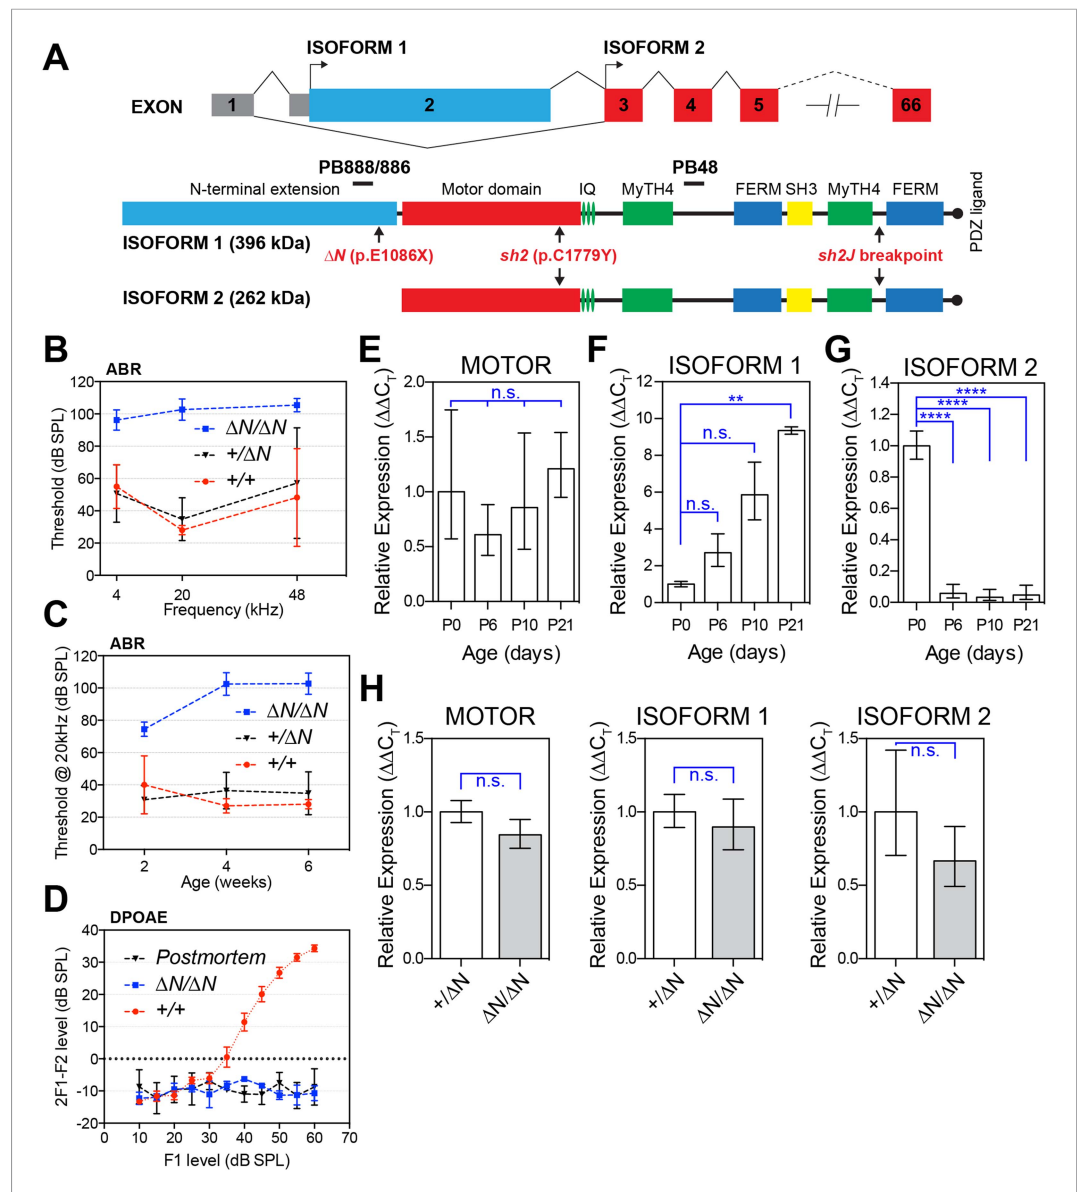 A
ISOFORM 1
ISOFORM 2
EXON
1
2
3
4
5
66
PB888/886
PB48
N-terminal extension
Motor domain
IQ
MyTH4
FERM
SH3
MyTH4
FERM
PDZ ligand
ISOFORM 1 (396 kDa)
ΔN (p.E1086X)
sh2 (p.C1779Y)
sh2J breakpoint
ISOFORM 2 (262 kDa)
B
ABR
Threshold (dB SPL)
120
100
80
60
40
20
0
ΔN/ΔN
+/ΔN
+/+
4
20
48
Frequency (kHz)
C
ABR
Threshold @ 20kHz (dB SPL)
120
100
80
60
40
20
0
ΔN/ΔN
+/ΔN
+/+
2
4
6
Age (weeks)
D
DPOAE
2F1-F2 level (dB SPL)
40
30
20
10
0
-10
-20
Postmortem
ΔN/ΔN
+/+
0
10
20
30
40
50
60
70
F1 level (dB SPL)
E
MOTOR
Relative Expression (ΔΔCT)
2.0
1.5
1.0
0.5
0.0
n.s.
P0
P6
P10
P21
Age (days)
F
ISOFORM 1
Relative Expression (ΔΔCT)
12
10
8
6
4
2
0
**
n.s.
n.s.
P0
P6
P10
P21
Age (days)
G
ISOFORM 2
Relative Expression (ΔΔCT)
1.4
1.2
1.0
0.8
0.6
0.4
0.2
0.0
****
****
****
P0
P6
P10
P21
Age (days)
H
MOTOR
Relative Expression (ΔΔCT)
1.5
1.0
0.5
0.0
n.s.
+/ΔN
ΔN/ΔN
ISOFORM 1
Relative Expression (ΔΔCT)
1.5
1.0
0.5
0.0
n.s.
+/ΔN
ΔN/ΔN
ISOFORM 2
Relative Expression (ΔΔCT)
1.5
1.0
0.5
0.0
n.s.
+/ΔN
ΔN/ΔN